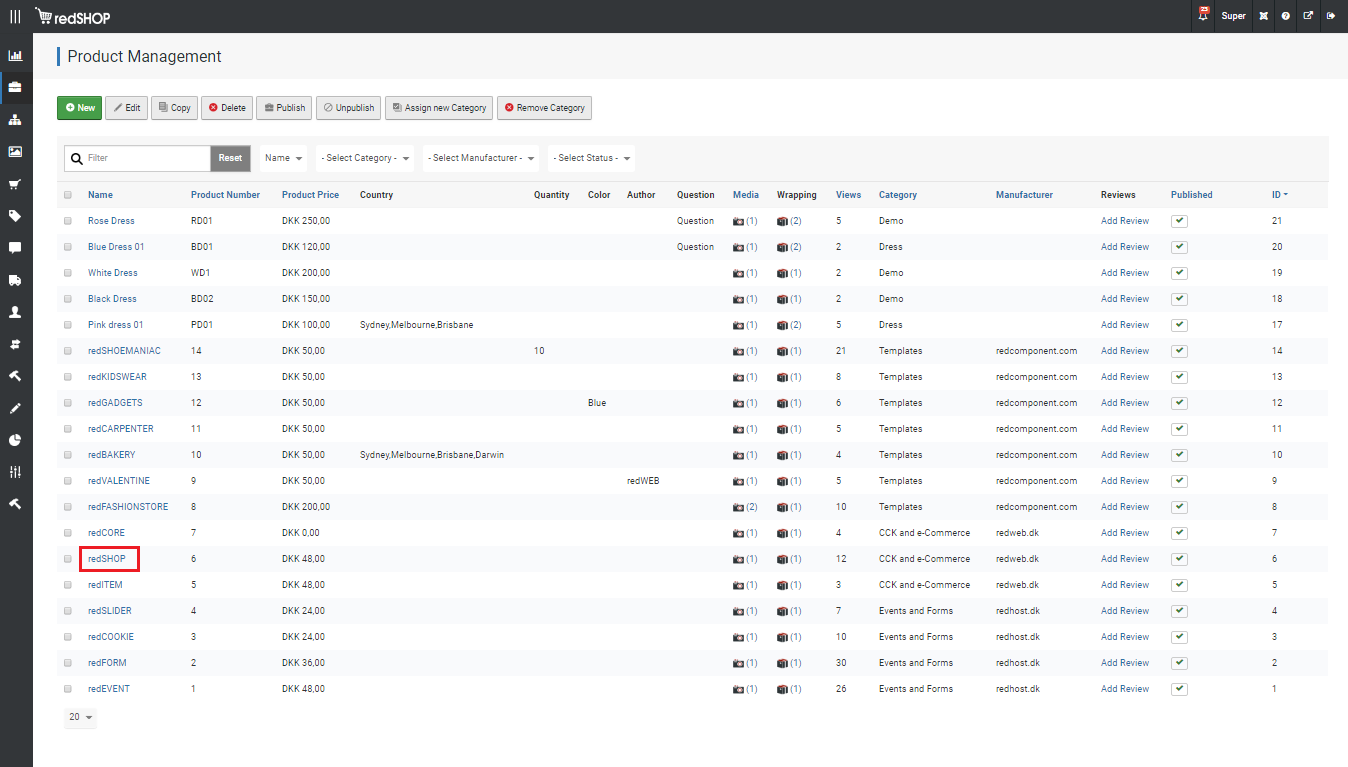 redSHOP 23 Super
Product Management
New Edit Copy Delete Publish Unpublish Assign new Category Remove Category
Filter Reset Name - Select Category - - Select Manufacturer - - Select Status -
Name Product Number Product Price Country Quantity Color Author Question Media Wrapping Views Category Manufacturer Reviews Published ID
Rose Dress RD01 DKK 250,00 Question (1) (2) 5 Demo Add Review 21
Blue Dress 01 BD01 DKK 120,00 Question (1) (2) 2 Dress Add Review 20
White Dress WD1 DKK 200,00 (1) (1) 2 Demo Add Review 19
Black Dress BD02 DKK 150,00 (1) (1) 2 Demo Add Review 18
Pink dress 01 PD01 DKK 100,00 Sydney,Melbourne,Brisbane (1) (2) 5 Dress Add Review 17
redSHOEMANIAC 14 DKK 50,00 10 (1) (1) 21 Templates redcomponent.com Add Review 14
redKIDSWEAR 13 DKK 50,00 (1) (1) 8 Templates redcomponent.com Add Review 13
redGADGETS 12 DKK 50,00 Blue (1) (1) 6 Templates redcomponent.com Add Review 12
redCARPENTER 11 DKK 50,00 (1) (1) 5 Templates redcomponent.com Add Review 11
redBAKERY 10 DKK 50,00 Sydney,Melbourne,Brisbane,Darwin (1) (1) 4 Templates redcomponent.com Add Review 10
redVALENTINE 9 DKK 50,00 redWEB (1) (1) 5 Templates redcomponent.com Add Review 9
redFASHIONSTORE 8 DKK 200,00 (2) (1) 10 Templates redcomponent.com Add Review 8
redCORE 7 DKK 0,00 (1) (1) 4 CCK and e-Commerce redweb.dk Add Review 7
redSHOP 6 DKK 48,00 (1) (1) 12 CCK and e-Commerce redweb.dk Add Review 6
redITEM 5 DKK 48,00 (1) (1) 3 CCK and e-Commerce redweb.dk Add Review 5
redSLIDER 4 DKK 24,00 (1) (1) 7 Events and Forms redhost.dk Add Review 4
redCOOKIE 3 DKK 24,00 (1) (1) 10 Events and Forms redhost.dk Add Review 3
redFORM 2 DKK 36,00 (1) (1) 30 Events and Forms redhost.dk Add Review 2
redEVENT 1 DKK 48,00 (1) (1) 26 Events and Forms redhost.dk Add Review 1
20